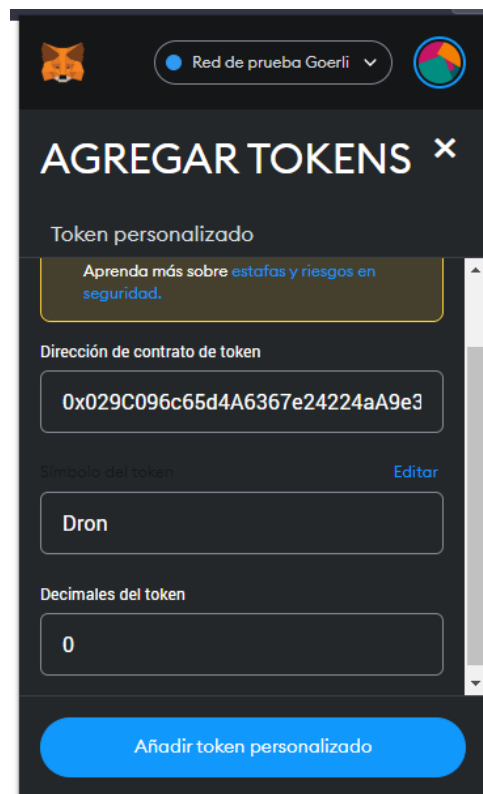 Red de prueba Goerli
AGREGAR TOKENS ×
Token personalizado
Aprenda más sobre estafas y riesgos en
seguridad.
Dirección de contrato de token
0x029C096c65d4A6367e24224aA9e3
Símbolo del token Editar
Dron
Decimales del token
0
Añadir token personalizado